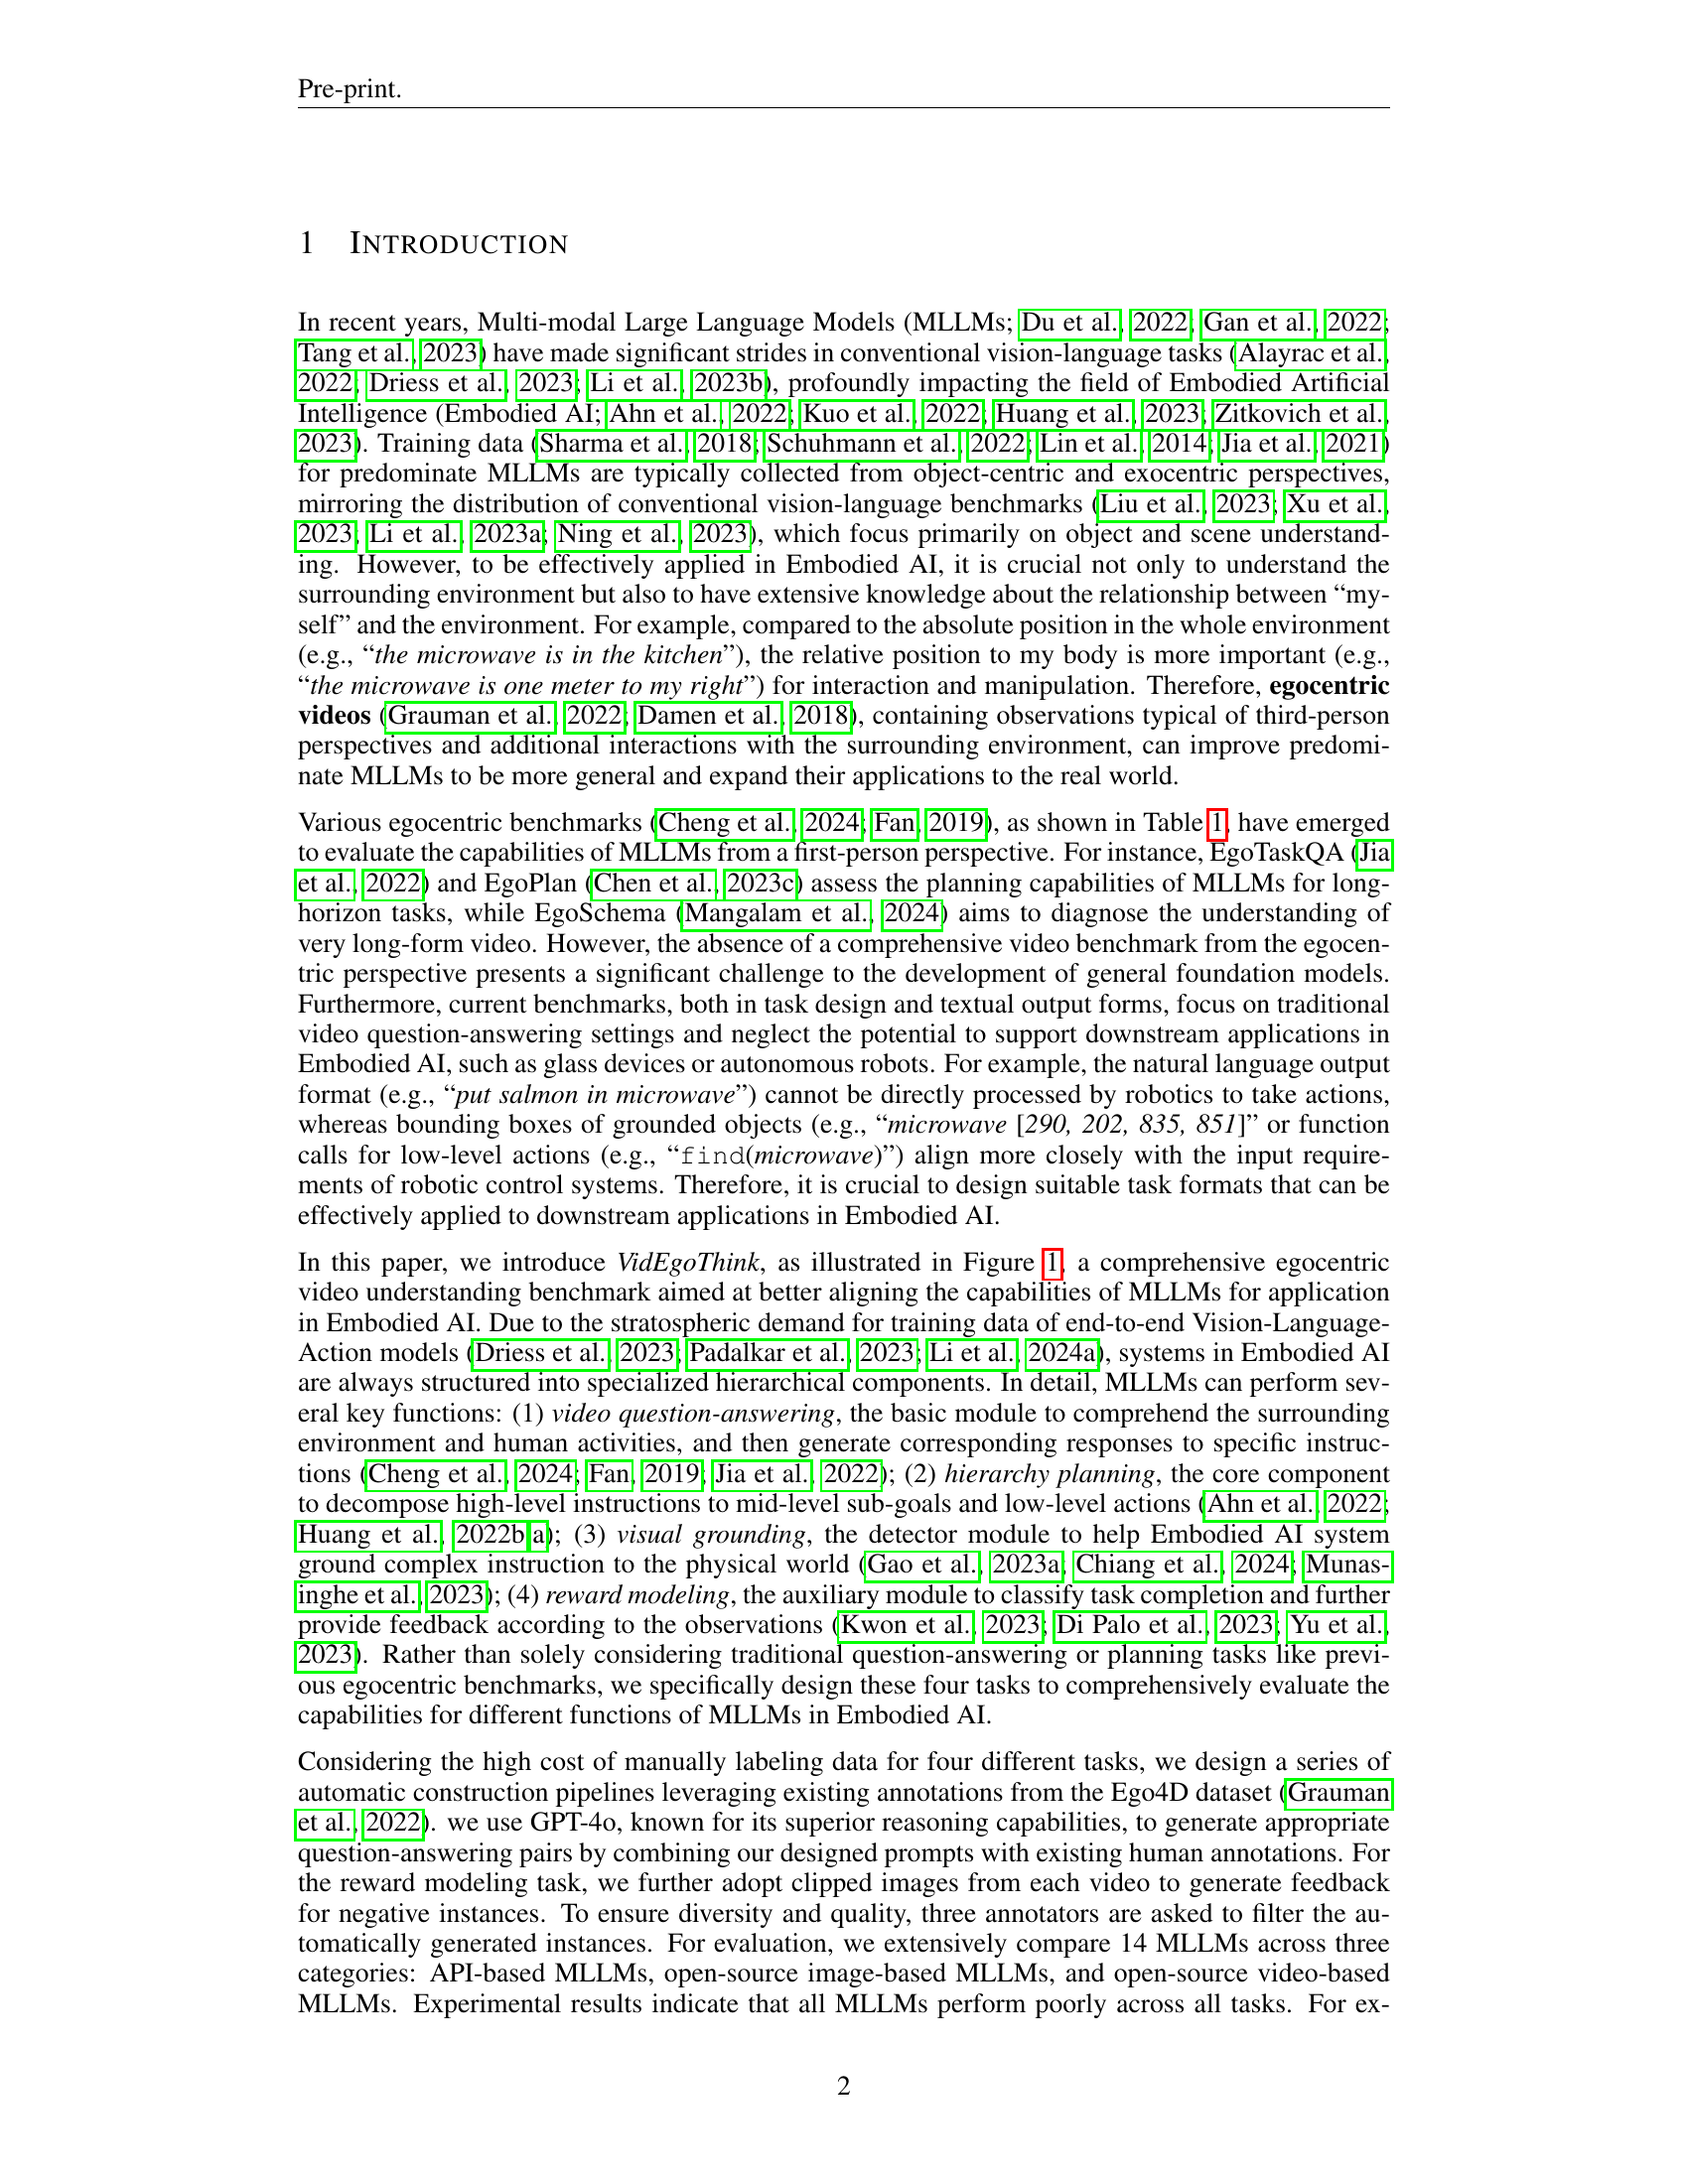 Pre-print.
1 INTRODUCTION
In recent years, Multi-modal Large Language Models (MLLMs; Du et al., 2022; Gan et al., 2022;
Tang et al., 2023) have made significant strides in conventional vision-language tasks (Alayrac et al.,
2022; Driess et al., 2023; Li et al., 2023b), profoundly impacting the field of Embodied Artificial
Intelligence (Embodied AI; Ahn et al., 2022; Kuo et al., 2022; Huang et al., 2023; Zitkovich et al.,
2023). Training data (Sharma et al., 2018; Schuhmann et al., 2022; Lin et al., 2014; Jia et al., 2021)
for predominate MLLMs are typically collected from object-centric and exocentric perspectives,
mirroring the distribution of conventional vision-language benchmarks (Liu et al., 2023; Xu et al.,
2023; Li et al., 2023a; Ning et al., 2023), which focus primarily on object and scene understand-
ing. However, to be effectively applied in Embodied AI, it is crucial not only to understand the
surrounding environment but also to have extensive knowledge about the relationship between “my-
self” and the environment. For example, compared to the absolute position in the whole environment
(e.g., “the microwave is in the kitchen”), the relative position to my body is more important (e.g.,
“the microwave is one meter to my right”) for interaction and manipulation. Therefore, egocentric
videos (Grauman et al., 2022; Damen et al., 2018), containing observations typical of third-person
perspectives and additional interactions with the surrounding environment, can improve predomi-
nate MLLMs to be more general and expand their applications to the real world.
Various egocentric benchmarks (Cheng et al., 2024; Fan, 2019), as shown in Table 1, have emerged
to evaluate the capabilities of MLLMs from a first-person perspective. For instance, EgoTaskQA (Jia
et al., 2022) and EgoPlan (Chen et al., 2023c) assess the planning capabilities of MLLMs for long-
horizon tasks, while EgoSchema (Mangalam et al., 2024) aims to diagnose the understanding of
very long-form video. However, the absence of a comprehensive video benchmark from the egocen-
tric perspective presents a significant challenge to the development of general foundation models.
Furthermore, current benchmarks, both in task design and textual output forms, focus on traditional
video question-answering settings and neglect the potential to support downstream applications in
Embodied AI, such as glass devices or autonomous robots. For example, the natural language output
format (e.g., “put salmon in microwave”) cannot be directly processed by robotics to take actions,
whereas bounding boxes of grounded objects (e.g., “microwave [290, 202, 835, 851]” or function
calls for low-level actions (e.g., “find(microwave)”) align more closely with the input require-
ments of robotic control systems. Therefore, it is crucial to design suitable task formats that can be
effectively applied to downstream applications in Embodied AI.
In this paper, we introduce VidEgoThink, as illustrated in Figure 1, a comprehensive egocentric
video understanding benchmark aimed at better aligning the capabilities of MLLMs for application
in Embodied AI. Due to the stratospheric demand for training data of end-to-end Vision-Language-
Action models (Driess et al., 2023; Padalkar et al., 2023; Li et al., 2024a), systems in Embodied AI
are always structured into specialized hierarchical components. In detail, MLLMs can perform sev-
eral key functions: (1) video question-answering, the basic module to comprehend the surrounding
environment and human activities, and then generate corresponding responses to specific instruc-
tions (Cheng et al., 2024; Fan, 2019; Jia et al., 2022); (2) hierarchy planning, the core component
to decompose high-level instructions to mid-level sub-goals and low-level actions (Ahn et al., 2022;
Huang et al., 2022b;a); (3) visual grounding, the detector module to help Embodied AI system
ground complex instruction to the physical world (Gao et al., 2023a; Chiang et al., 2024; Munas-
inghe et al., 2023); (4) reward modeling, the auxiliary module to classify task completion and further
provide feedback according to the observations (Kwon et al., 2023; Di Palo et al., 2023; Yu et al.,
2023). Rather than solely considering traditional question-answering or planning tasks like previ-
ous egocentric benchmarks, we specifically design these four tasks to comprehensively evaluate the
capabilities for different functions of MLLMs in Embodied AI.
Considering the high cost of manually labeling data for four different tasks, we design a series of
automatic construction pipelines leveraging existing annotations from the Ego4D dataset (Grauman
et al., 2022). we use GPT-4o, known for its superior reasoning capabilities, to generate appropriate
question-answering pairs by combining our designed prompts with existing human annotations. For
the reward modeling task, we further adopt clipped images from each video to generate feedback
for negative instances. To ensure diversity and quality, three annotators are asked to filter the au-
tomatically generated instances. For evaluation, we extensively compare 14 MLLMs across three
categories: API-based MLLMs, open-source image-based MLLMs, and open-source video-based
MLLMs. Experimental results indicate that all MLLMs perform poorly across all tasks. For ex-
2